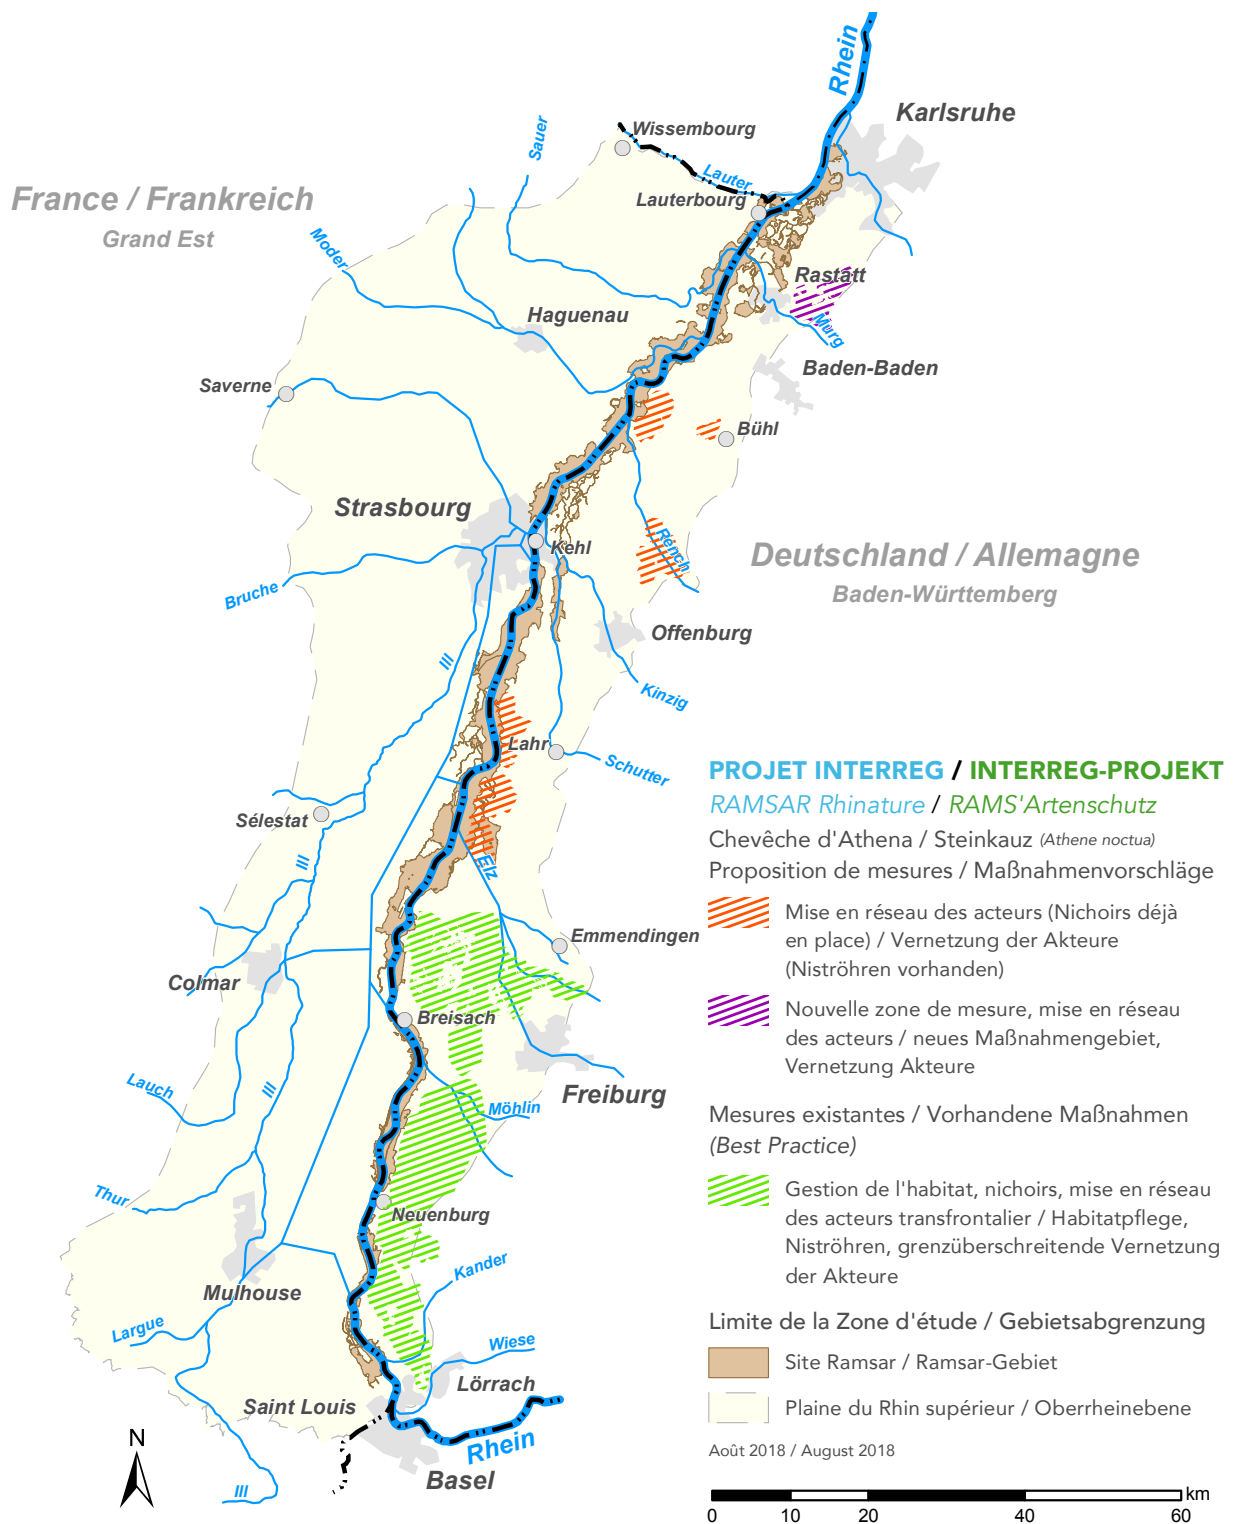 Rhein
Karlsruhe
Wissembourg
Sauer
Lauter
Lauterbourg
France / Frankreich
Grand Est
Moder
Rastatt
Haguenau
Murg
Baden-Baden
Saverne
Bühl
Strasbourg
Kehl
Rench
Deutschland / Allemagne
Baden-Württemberg
Bruche
Offenburg
Ill
Kinzig
Lahr
Schutter
PROJET INTERREG / INTERREG-PROJEKT
RAMSAR Rhinature / RAMS'Artenschutz
Chevêche d'Athena / Steinkauz (Athene noctua)
Proposition de mesures / Maßnahmenvorschläge
Sélestat
Ill
Elz
Mise en réseau des acteurs (Nichoirs déjà
en place) / Vernetzung der Akteure
(Niströhren vorhanden)
Emmendingen
Colmar
Breisach
Nouvelle zone de mesure, mise en réseau
des acteurs / neues Maßnahmengebiet,
Vernetzung Akteure
Lauch
Ill
Freiburg
Möhlin
Mesures existantes / Vorhandene Maßnahmen
(Best Practice)
Thur
Neuenburg
Gestion de l'habitat, nichoirs, mise en réseau
des acteurs transfrontalier / Habitatpflege,
Niströhren, grenzüberschreitende Vernetzung
der Akteure
Kander
Mulhouse
Largue
Wiese
Limite de la Zone d'étude / Gebietsabgrenzung
Site Ramsar / Ramsar-Gebiet
Lörrach
Saint Louis
Plaine du Rhin supérieur / Oberrheinebene
Rhein
N
Août 2018 / August 2018
Basel
Ill
km
0 10 20 40 60